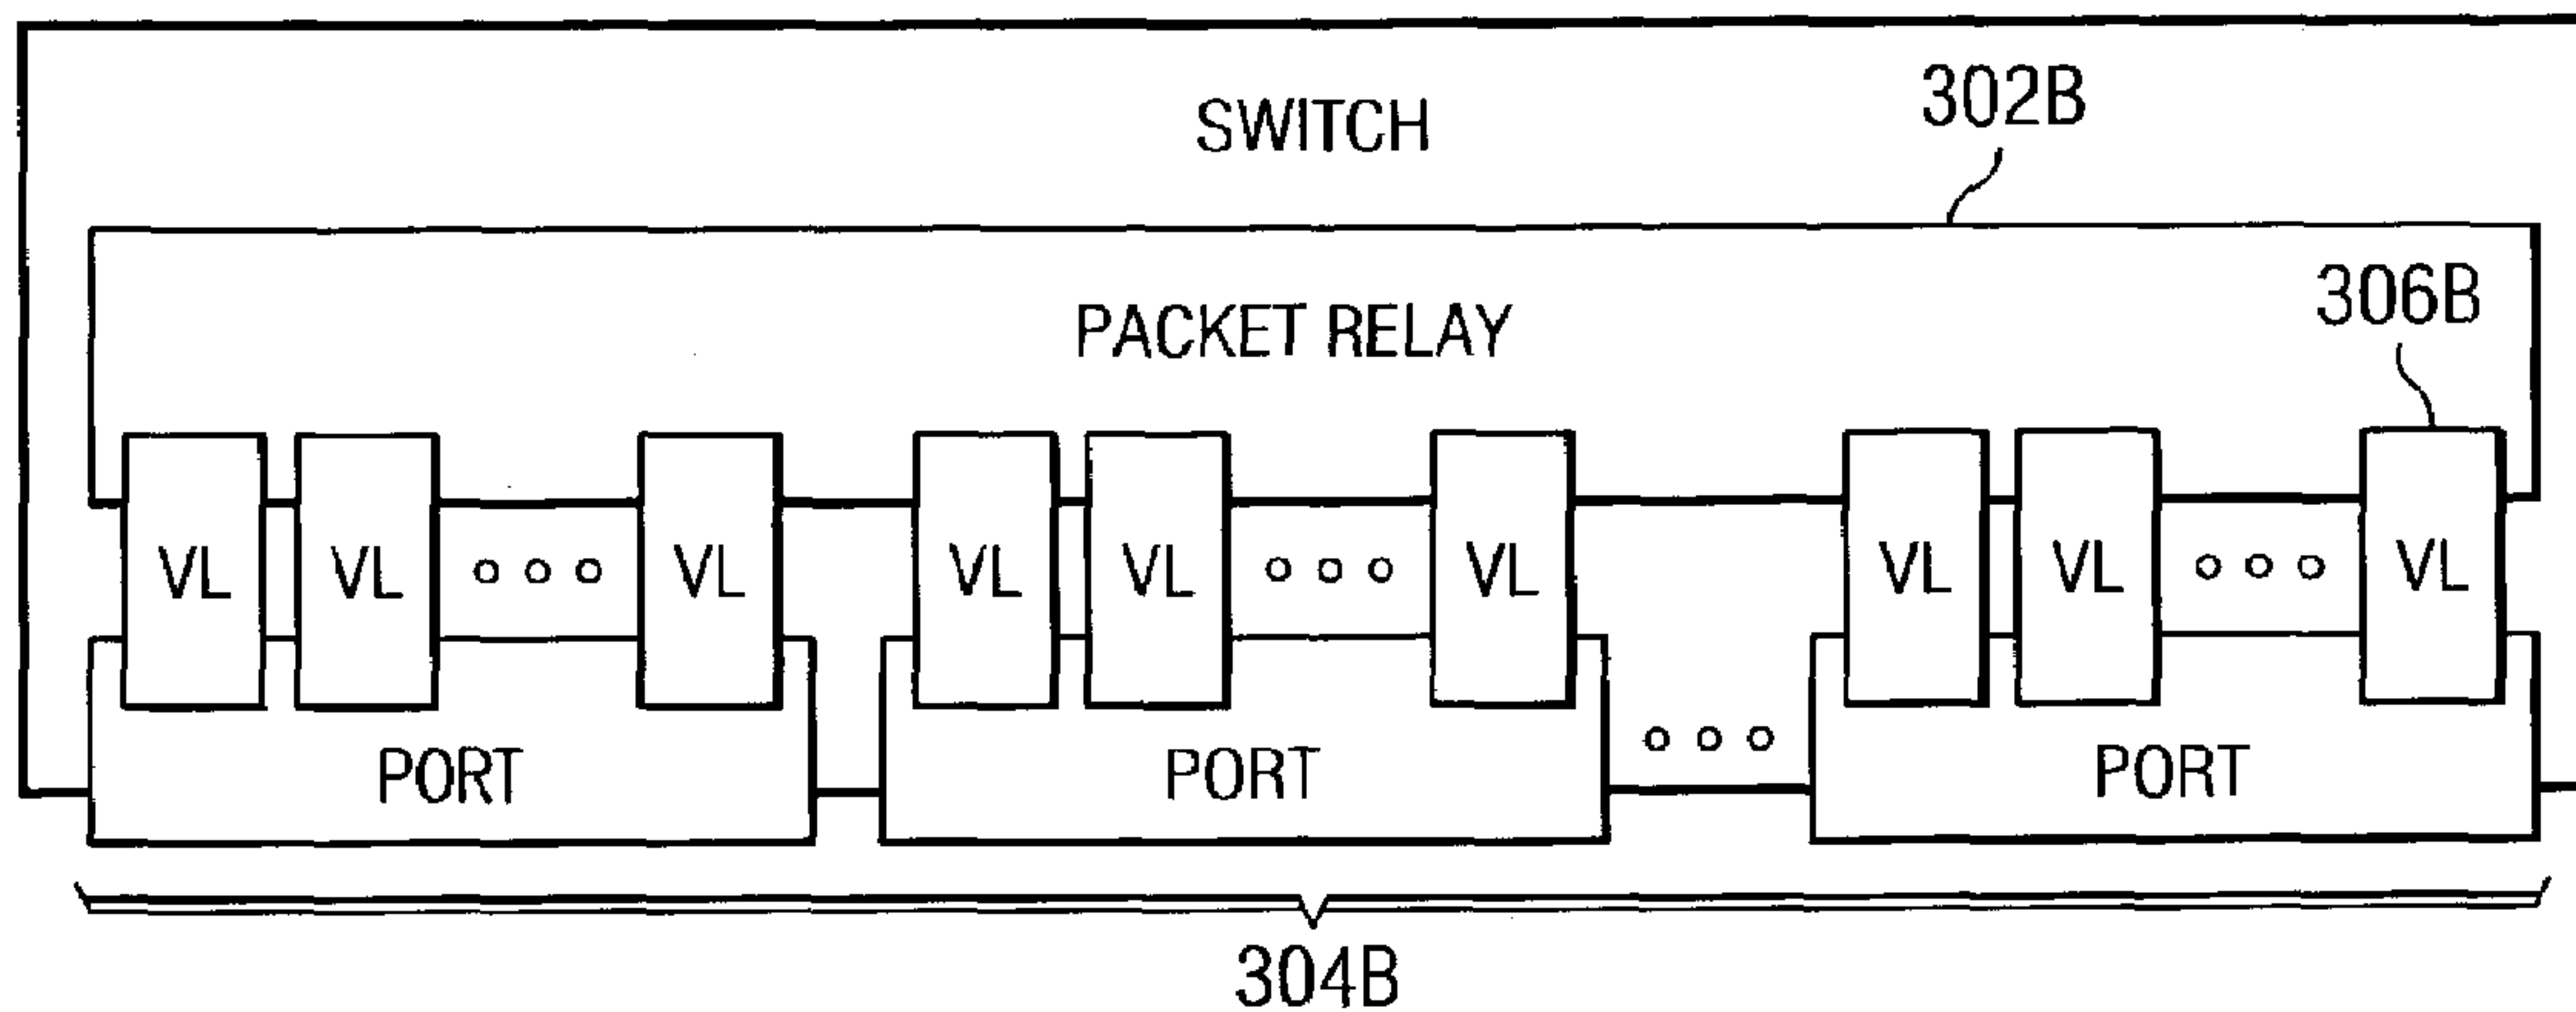 SWITCH
302B
PACKET RELAY
306B
VL VL VL VL VL VL VL VL VL
PORT PORT PORT
304B